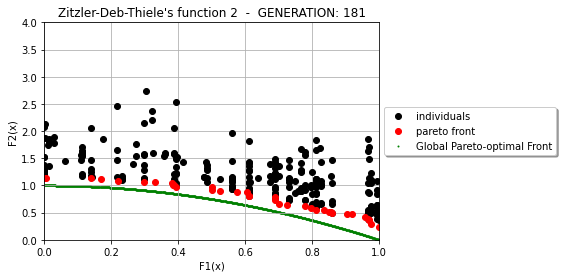 Zitzler-Deb-Thiele's function 2 - GENERATION: 181
4.0
3.5
3.0
2.5
2.0
1.5
1.0
0.5
0.0
F2(x)
0.0 0.2 0.4 0.6 0.8 1.0
F1(x)
individuals
pareto front
Global Pareto-optimal Front